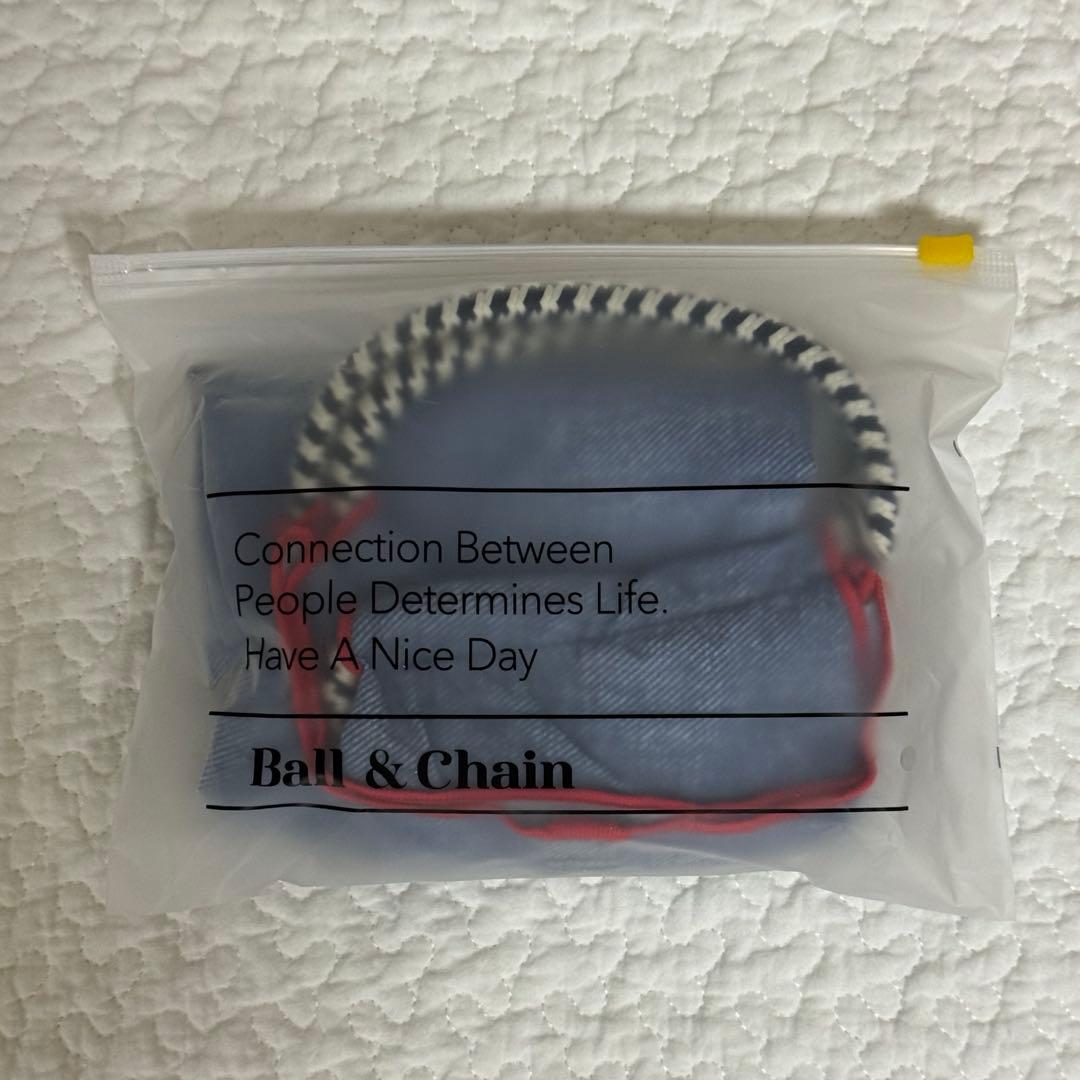 Connection Between
People Determines Life.
Have A Nice Day
Ball & Chain